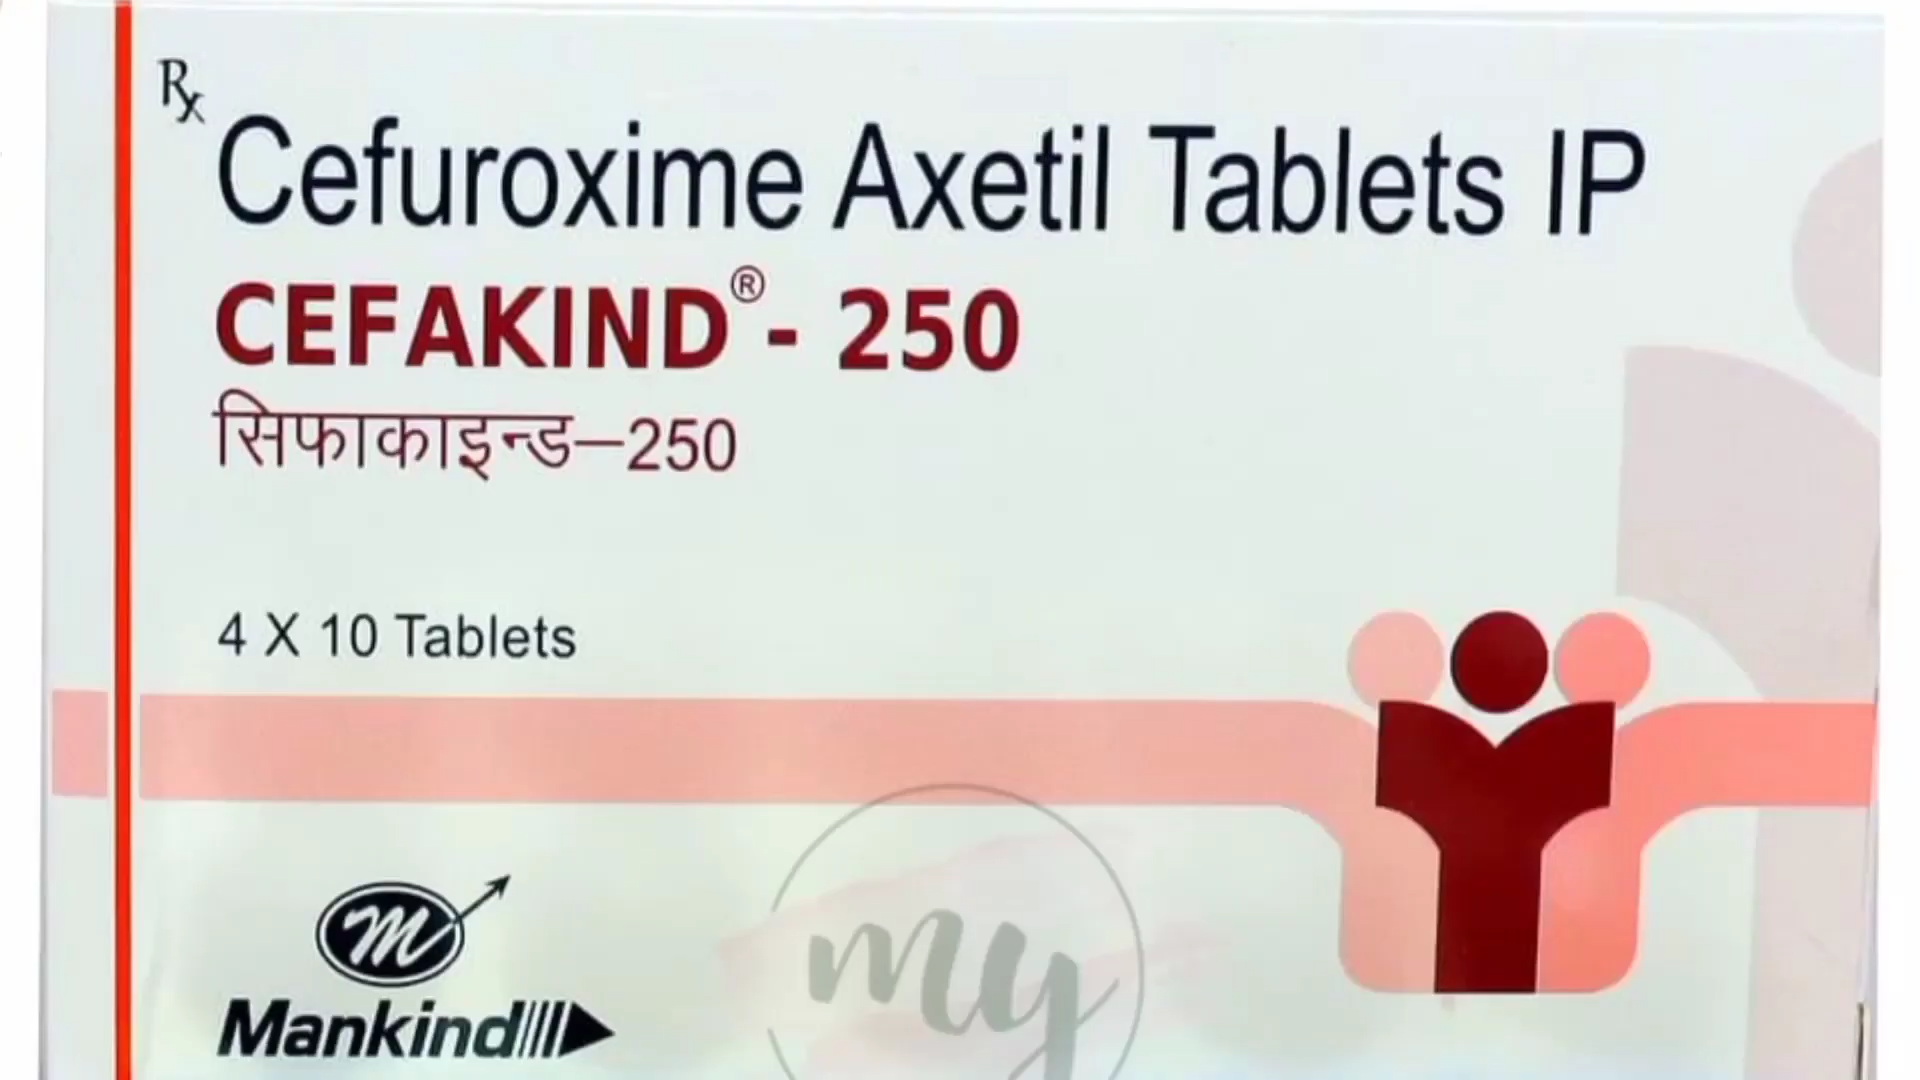 Rx
Cefuroxime Axetil Tablets IP
CEFAKIND® - 250
सिफाकाइन्ड–250
4 X 10 Tablets
m
Mankind
my